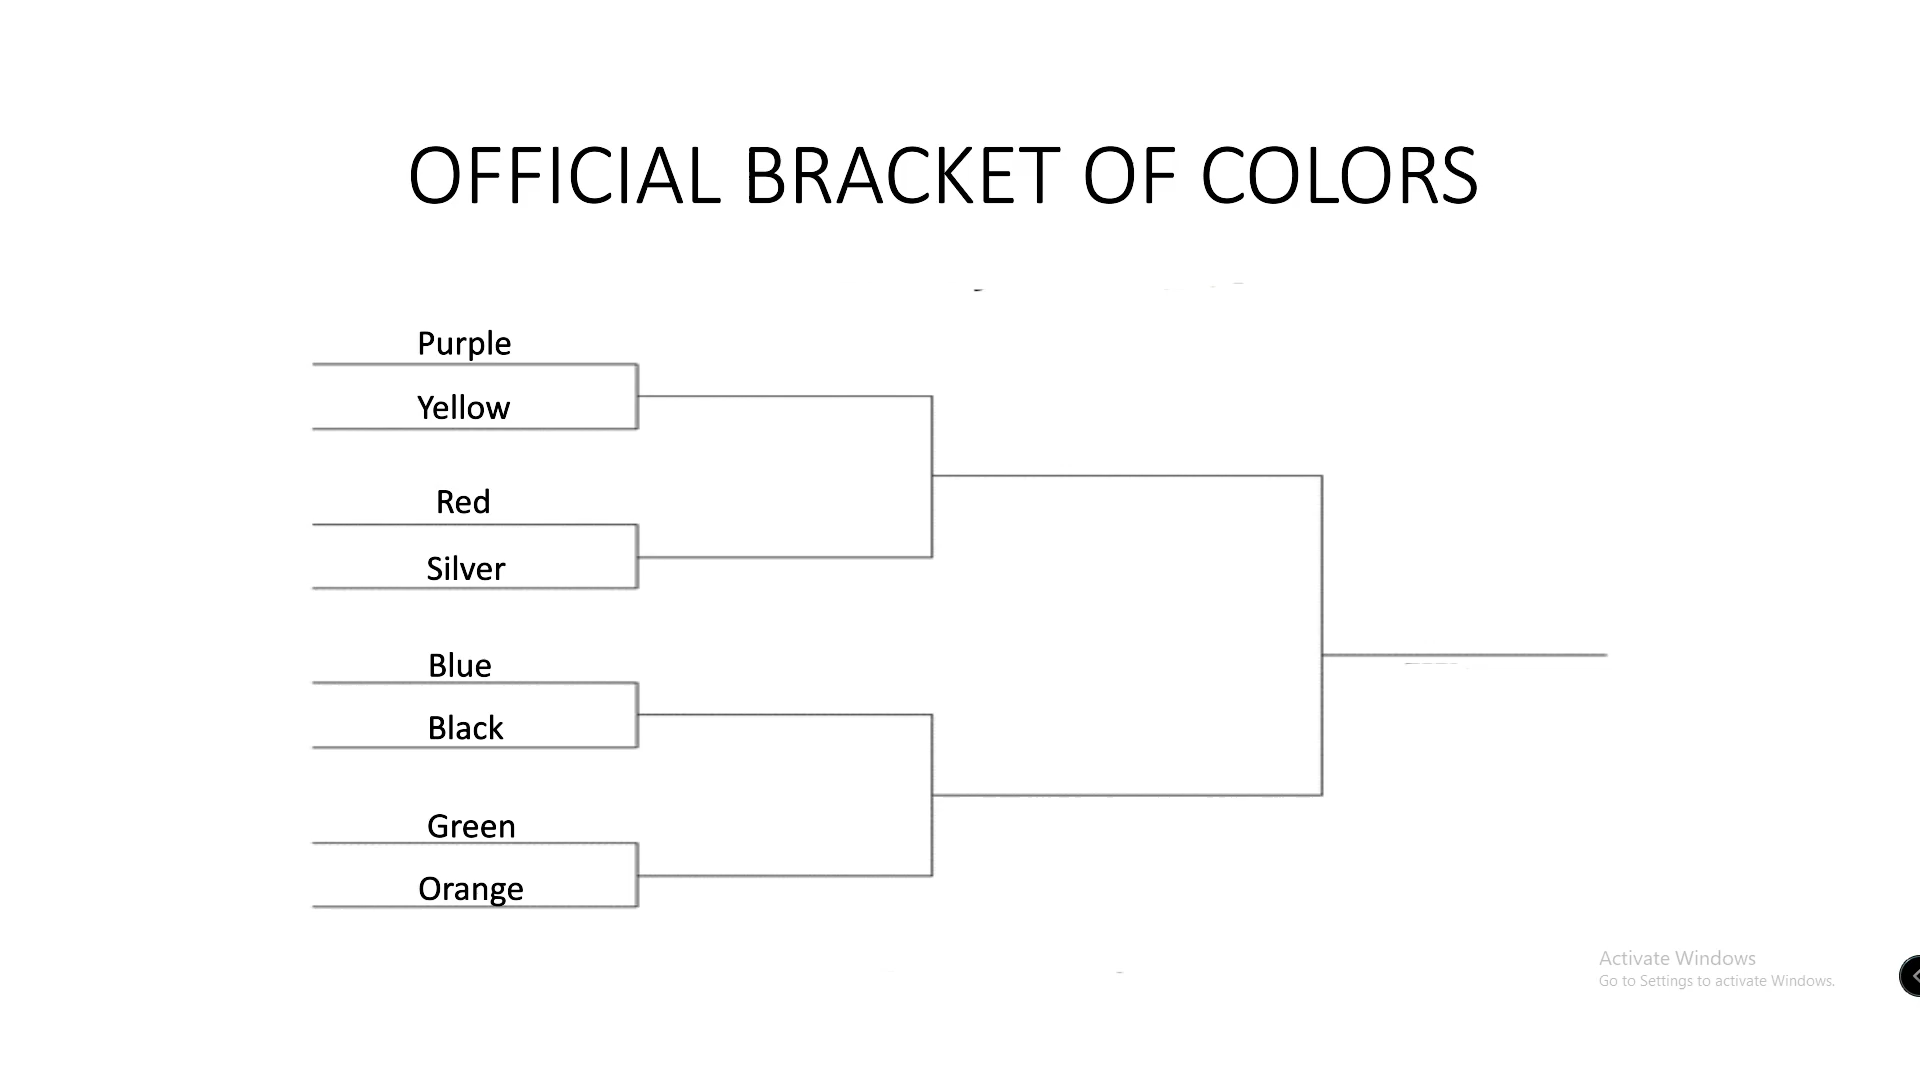 OFFICIAL BRACKET OF COLORS
Purple
Yellow
Red
Silver
Blue
Black
Green
Orange
Activate Windows
Go to Settings to activate Windows.